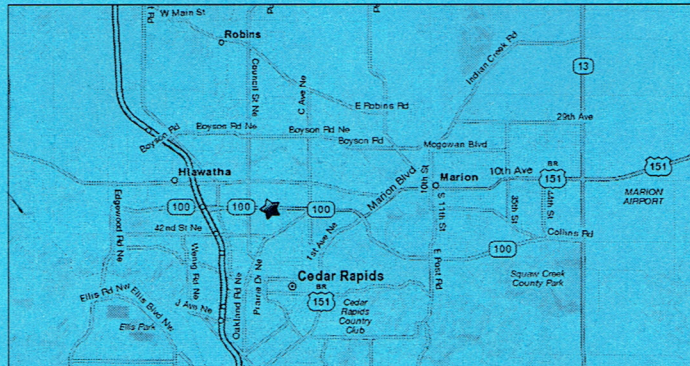 W Main St
Rd
Robins
Council St Ne
C Ave Ne
Indian Creek Rd
13
E Robins Rd
29th Ave
Boyson Rd
Boyson Rd Ne
Boyson Rd Ne
Boyson Rd
Mcgowan Blvd
Hiawatha
Marion Blvd
10th St
Marion
10th Ave
BR
151
151
MARION
AIRPORT
Edgewood Rd Ne
100
100
100
42nd St Ne
Wenig Rd Ne
1st Ave Ne
S 11th St
35th St
44th St
Collins Rd
100
Cedar Rapids
BR
151
Prairie Dr Ne
Oakland Rd Ne
E Post Rd
Squaw Creek
County Park
Ellis Rd Nw
Ellis Blvd Nw
J Ave Ne
Ellis Park
Cedar
Rapids
Country
Club